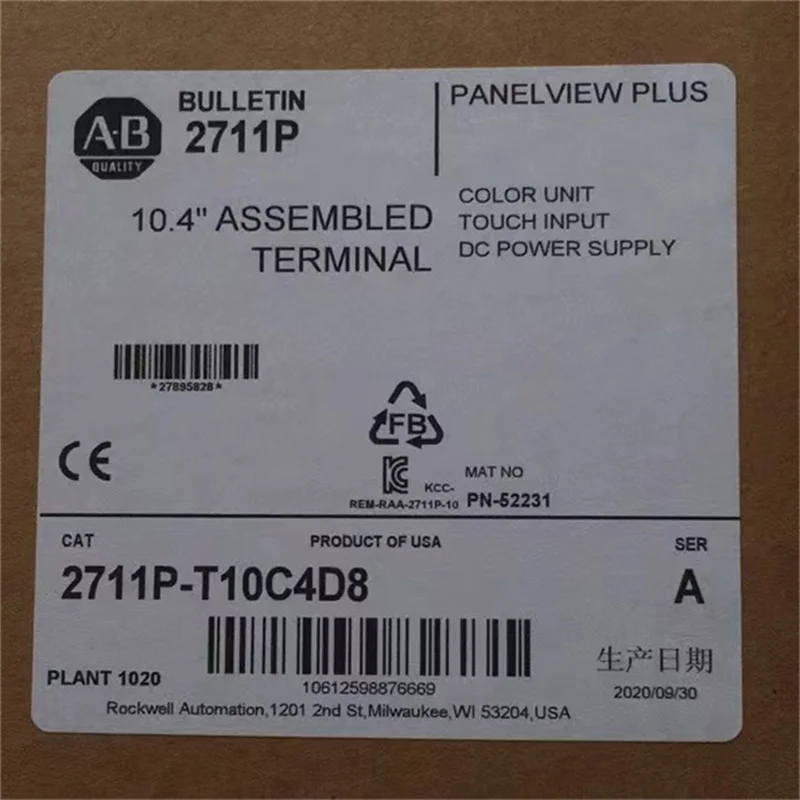 A-B
QUALITY
BULLETIN
2711P
PANELVIEW PLUS
10.4" ASSEMBLED
TERMINAL
COLOR UNIT
TOUCH INPUT
DC POWER SUPPLY
*27895828*
FB
CE
KCC-
REM-RAA-2711P-10
MAT NO
PN-52231
CAT
PRODUCT OF USA
SER
2711P-T10C4D8
A
PLANT 1020
10612598876669
生产日期
2020/09/30
Rockwell Automation,1201 2nd St,Milwaukee,WI 53204,USA